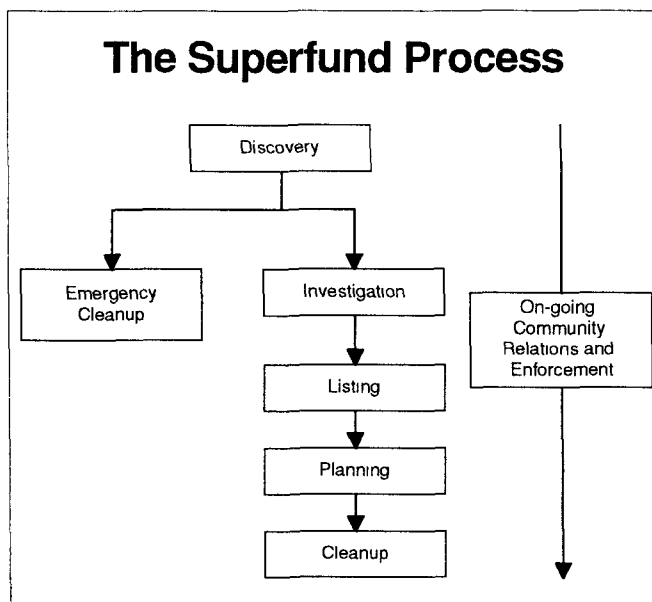 The Superfund Process
Discovery
Emergency
Cleanup
Investigation
On-going
Community
Relations and
Enforcement
Listing
Planning
Cleanup